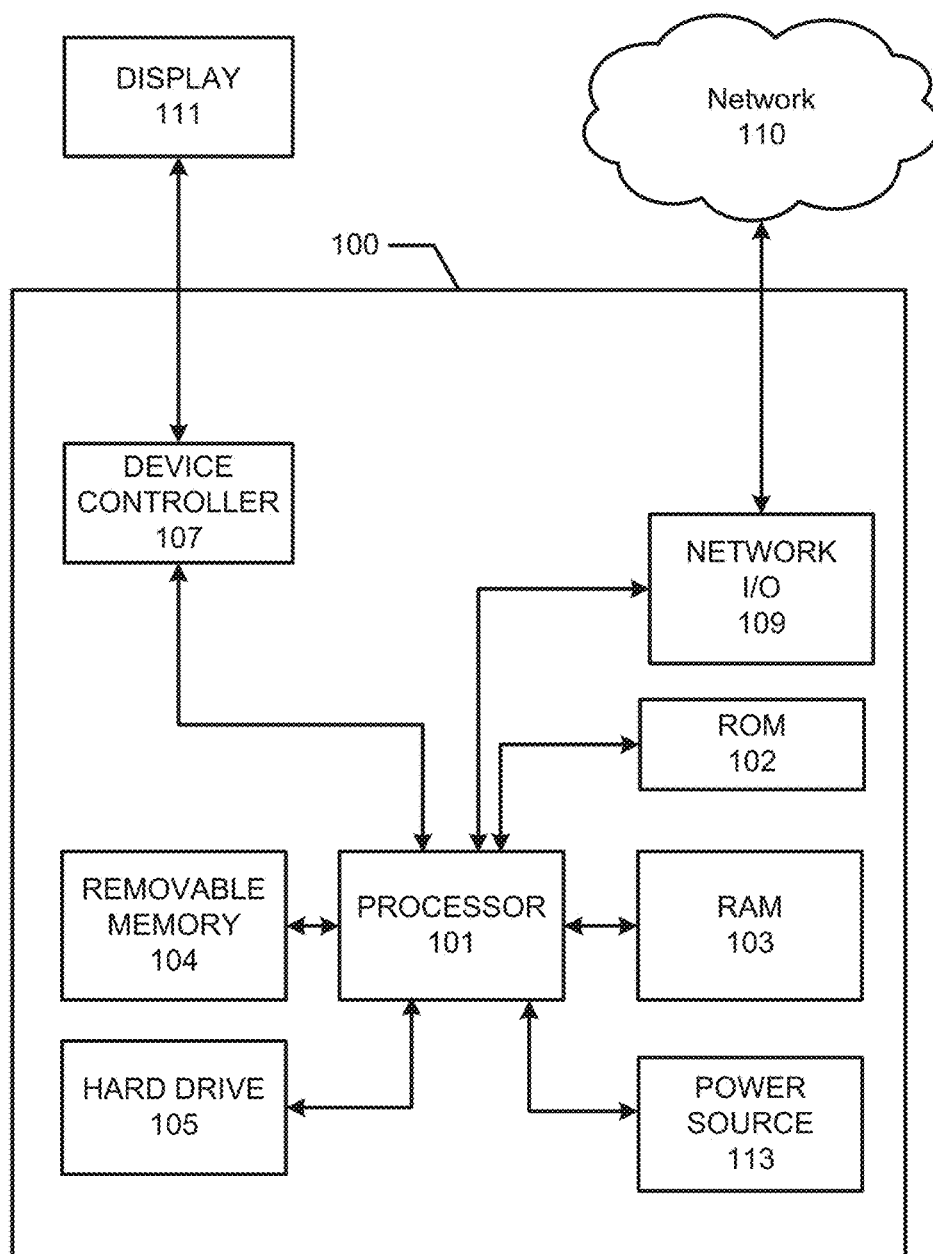 DISPLAY
111
Network
110
100
DEVICE
CONTROLLER
107
NETWORK
I/O
109
ROM
102
REMOVABLE
MEMORY
104
PROCESSOR
101
RAM
103
HARD DRIVE
105
POWER
SOURCE
113